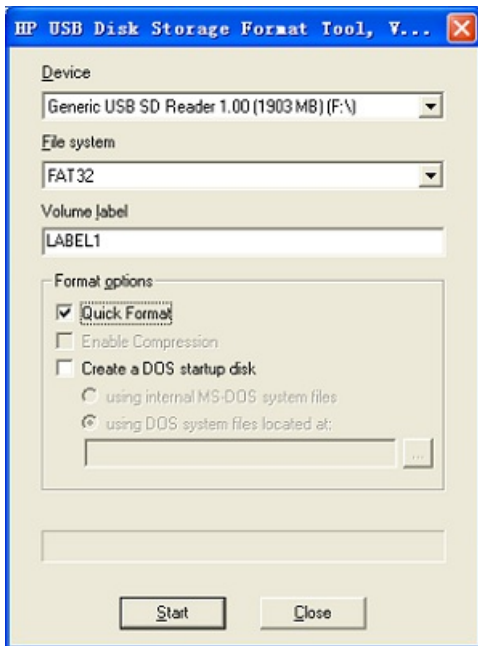 HP USB Disk Storage Format Tool, V...
Device
Generic USB SD Reader 1.00 (1903 MB) (F:\)
File system
FAT32
Volume label
LABEL1
Format options
Quick Format
Enable Compression
Create a DOS startup disk
using internal MS-DOS system files
using DOS system files located at:
...
Start
Close